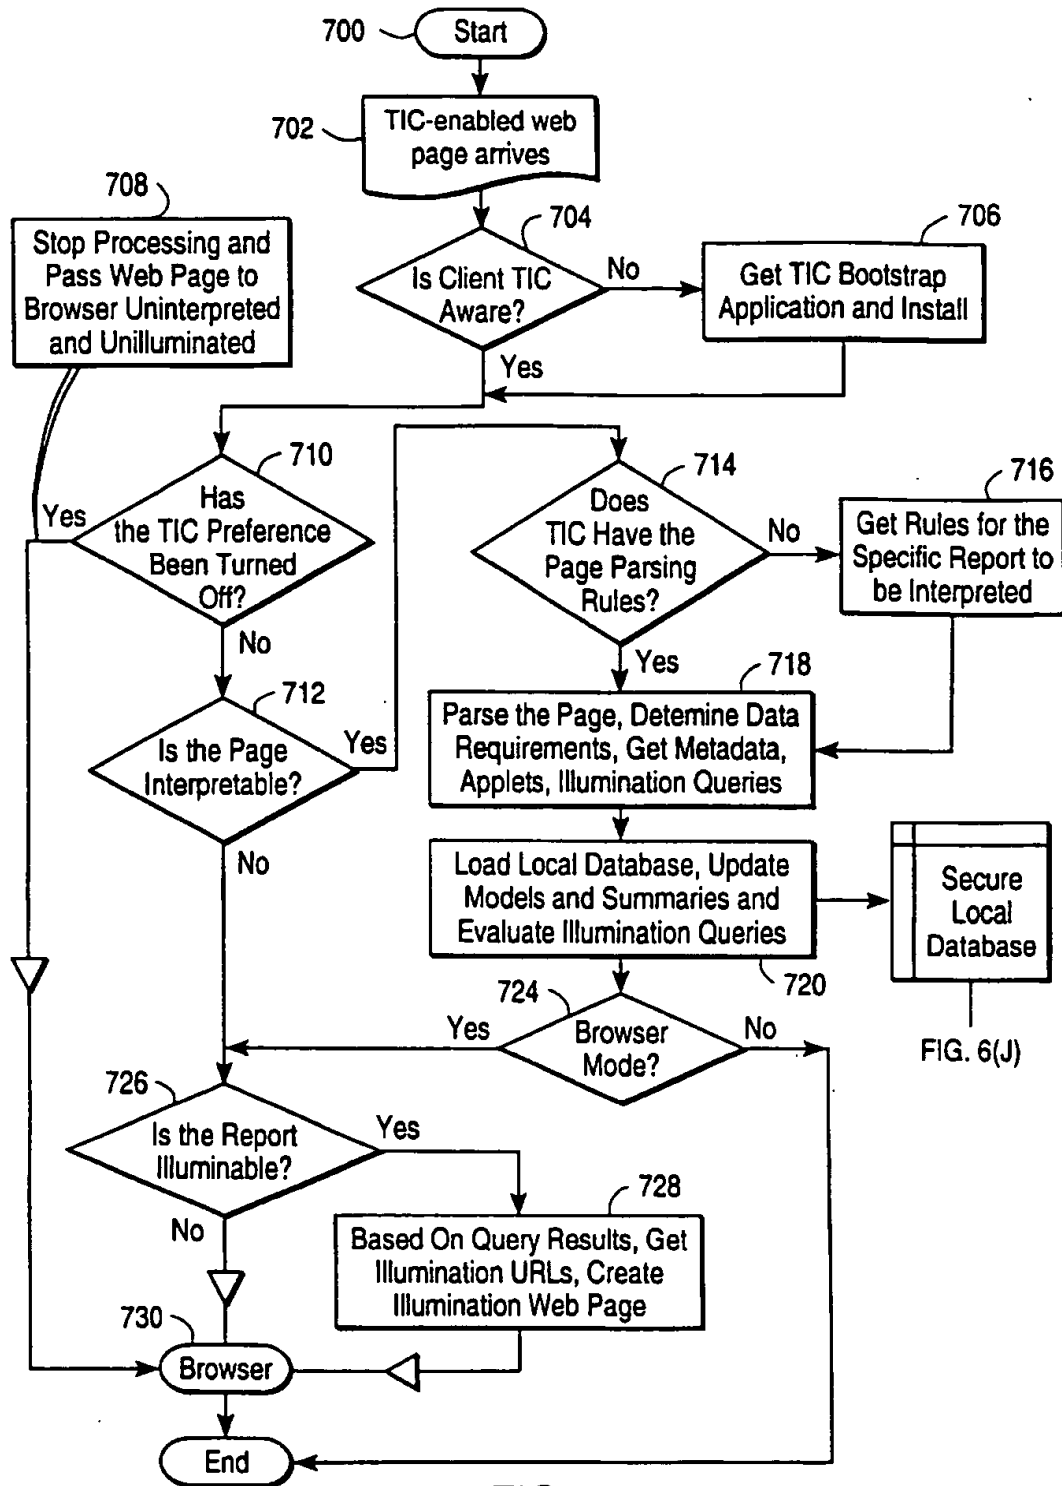 700
Start
702
TIC-enabled web
page arrives
708
Stop Processing and
Pass Web Page to
Browser Uninterpreted
and Unilluminated
704
Is Client TIC
Aware?
No
Yes
706
Get TIC Bootstrap
Application and Install
710
Has
the TIC Preference
Been Turned
Off?
Yes
No
714
Does
TIC Have the
Page Parsing
Rules?
No
Yes
716
Get Rules for the
Specific Report to
be Interpreted
712
Is the Page
Interpretable?
Yes
No
718
Parse the Page, Detemine Data
Requirements, Get Metadata,
Applets, Illumination Queries
Load Local Database, Update
Models and Summaries and
Evaluate Illumination Queries
720
Secure
Local
Database
FIG. 6(J)
724
Browser
Mode?
Yes
No
726
Is the Report
Illuminable?
Yes
No
728
Based On Query Results, Get
Illumination URLs, Create
Illumination Web Page
730
Browser
End